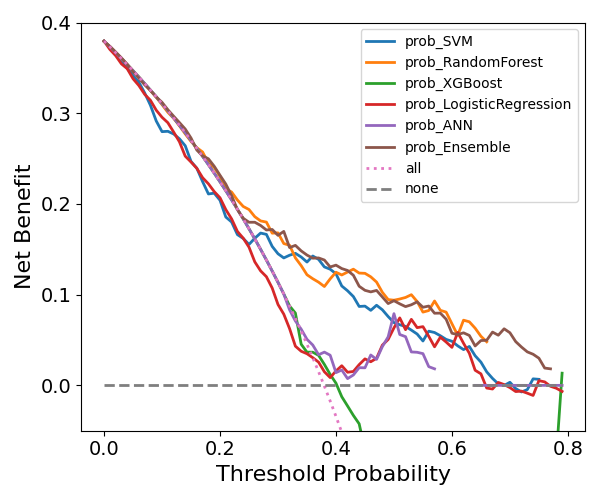 0.4
0.3
0.2
0.1
0.0
Net Benefit
prob_SVM
prob_RandomForest
prob_XGBoost
prob_LogisticRegression
prob_ANN
prob_Ensemble
all
none
0.0 0.2 0.4 0.6 0.8
Threshold Probability